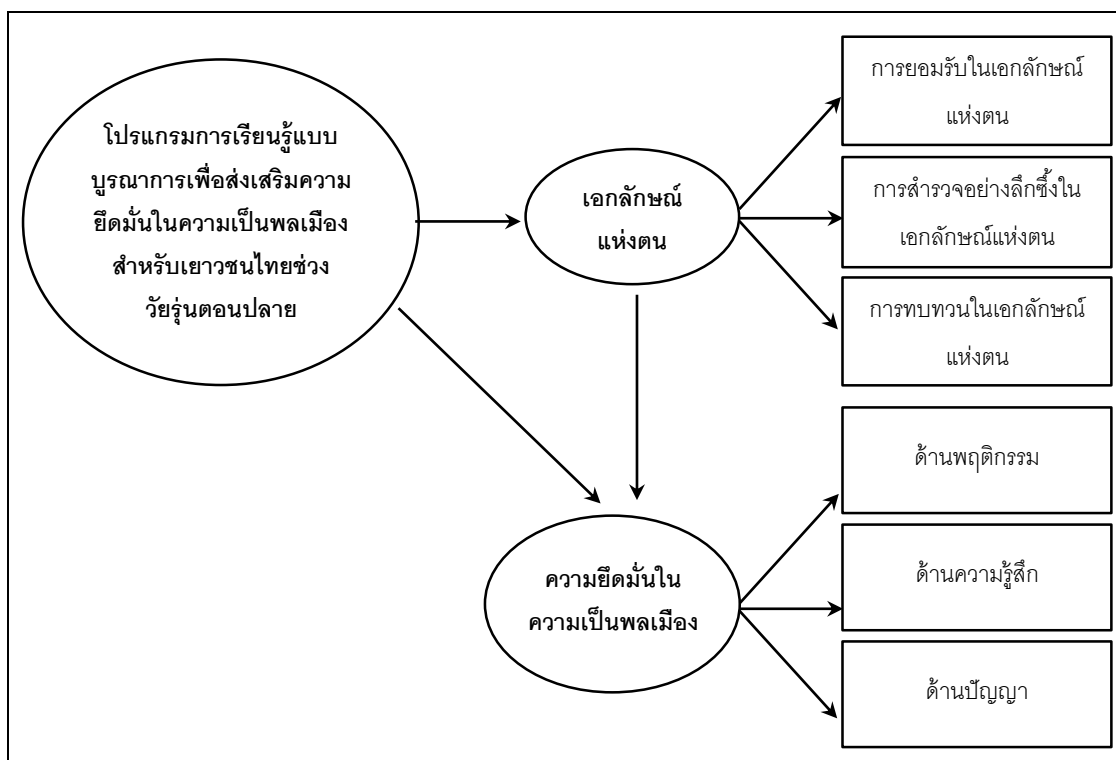 โปรแกรมการเรียนรู้แบบ
บูรณาการเพื่อส่งเสริมความ
ยึดมั่นในความเป็นพลเมือง
สำหรับเยาวชนไทยช่วง
วัยรุ่นตอนปลาย
เอกลักษณ์
แห่งตน
การยอมรับในเอกลักษณ์
แห่งตน
การสำรวจอย่างลึกซึ้งใน
เอกลักษณ์แห่งตน
การทบทวนในเอกลักษณ์
แห่งตน
ความยึดมั่นใน
ความเป็นพลเมือง
ด้านพฤติกรรม
ด้านความรู้สึก
ด้านปัญญา